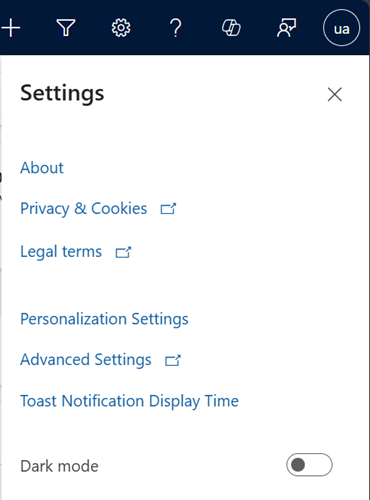 ua
Settings
About
Privacy & Cookies
Legal terms
Personalization Settings
Advanced Settings
Toast Notification Display Time
Dark mode